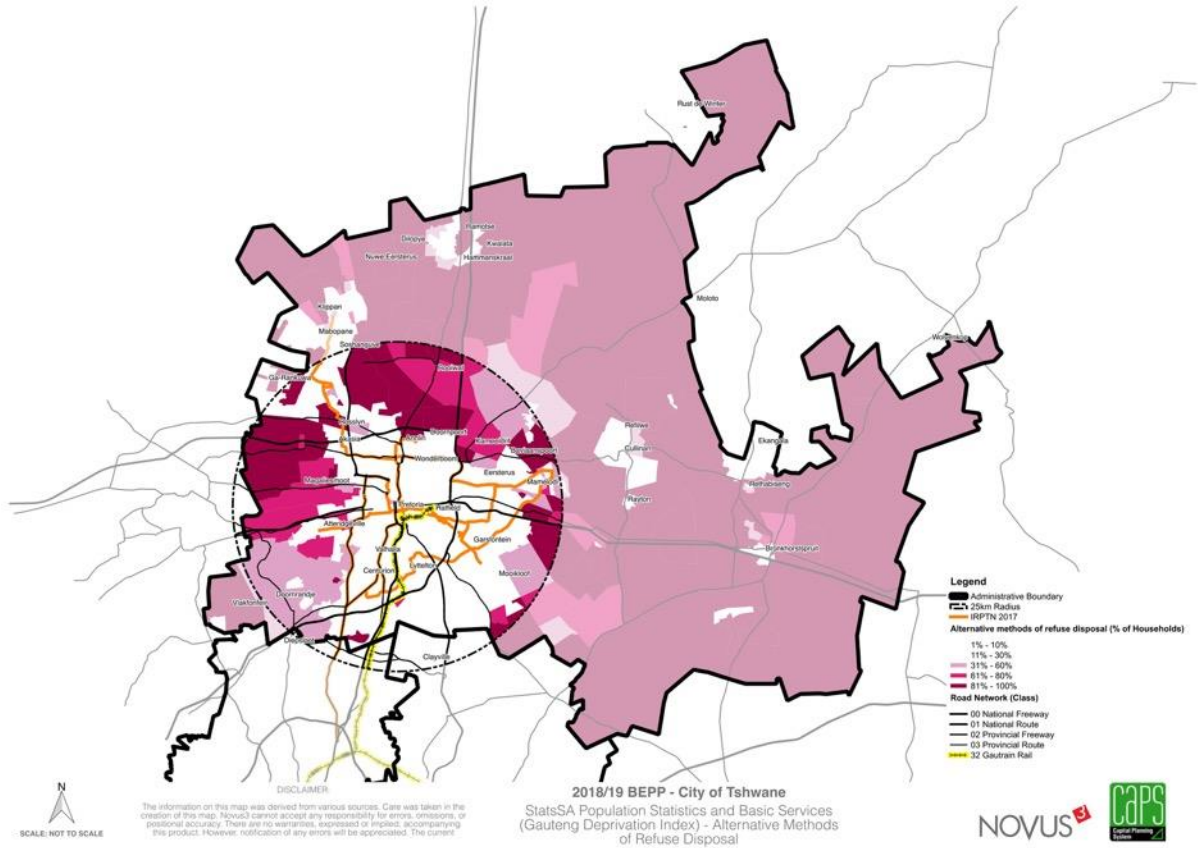 Rust de Winter
Ramotse
Dilopye
Kwalata
Nuwe Eersterus
Hammanskraal
Moloto
Klippan
Mabopane
Soshanguve
Ga-Rankuwa
Roodiwal
Rosslyn
Akasia
Doornpoort
Kameeldrift
Wonderboom
Eersterus
Mamelodi
Refilwe
Cullinan
Rayton
Ekangala
Rethabiseng
Bronkhorstspruit
Atteridgeville
Pretoria
Hatfield
Garsfontein
Valhalla
Centurion
Lyttelton
Mooikloof
Doornrandje
Vlakfontein
Diepsloot
Clayville
Legend
Administrative Boundary
25km Radius
IRPTN 2017
Alternative methods of refuse disposal (% of Households)
1% - 10%
11% - 30%
31% - 60%
61% - 80%
81% - 100%
Road Network (Class)
00 National Freeway
01 National Route
02 Provincial Freeway
03 Provincial Route
32 Gautrain Rail
N
SCALE: NOT TO SCALE
DISCLAIMER:
The information on this map was derived from various sources. Care was taken in the
creation of this map. Novus3 cannot accept any responsibility for errors, omissions, or
positional accuracy. There are no warranties, expressed or implied, accompanying
this product. However, notification of any errors will be appreciated. The current
2018/19 BEPP - City of Tshwane
StatsSA Population Statistics and Basic Services
(Gauteng Deprivation Index) - Alternative Methods
of Refuse Disposal
NOVUS3
CAPS
Capital Planning
System